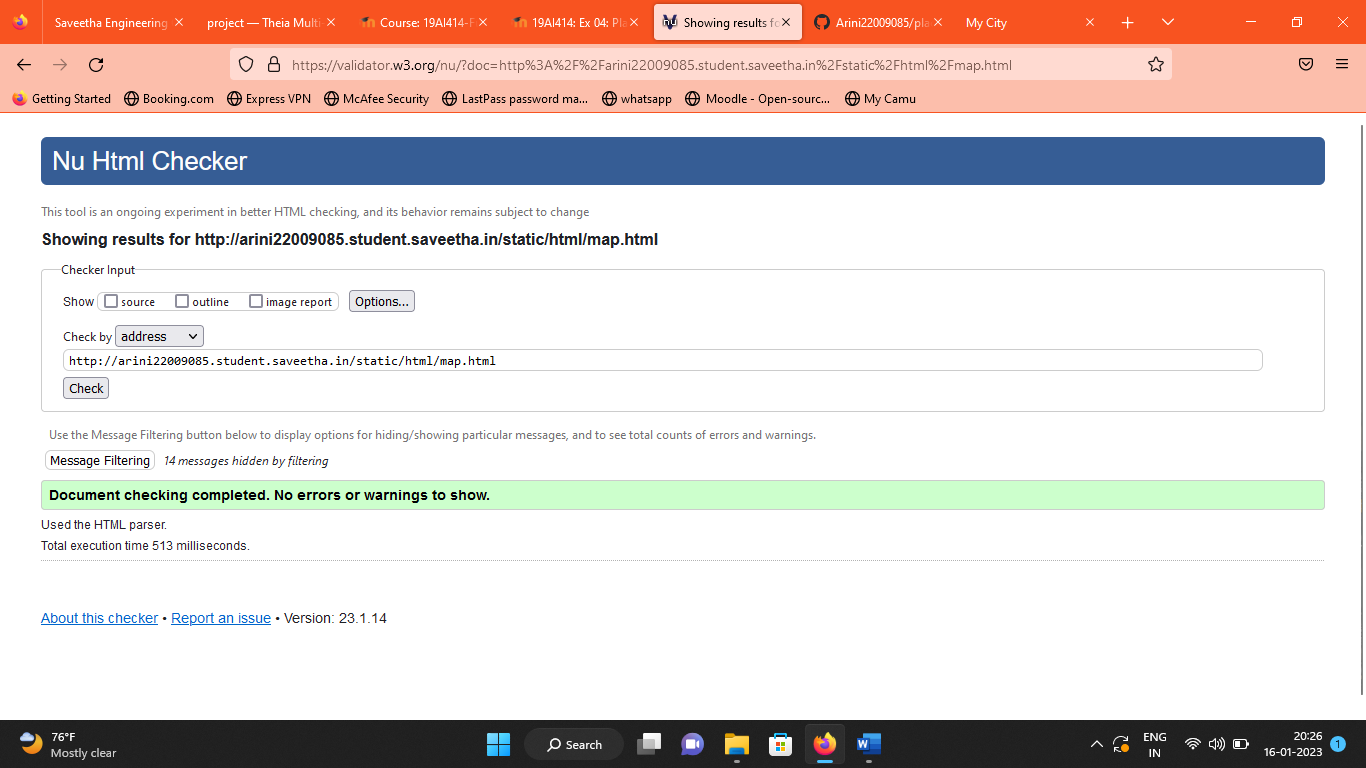 Saveetha Engineering
project — Theia Multi
Course: 19AI414-F
19AI414: Ex 04: Pla
Showing results fo
Arini22009085/pla
My City
https://validator.w3.org/nu/?doc=http%3A%2F%2Farini22009085.student.saveetha.in%2Fstatic%2Fhtml%2Fmap.html
Getting Started
Booking.com
Express VPN
McAfee Security
LastPass password ma...
whatsapp
Moodle - Open-sourc...
My Camu
Nu Html Checker
This tool is an ongoing experiment in better HTML checking, and its behavior remains subject to change
Showing results for http://arini22009085.student.saveetha.in/static/html/map.html
Checker Input
Show source outline image report Options...
Check by address
http://arini22009085.student.saveetha.in/static/html/map.html
Check
Use the Message Filtering button below to display options for hiding/showing particular messages, and to see total counts of errors and warnings.
Message Filtering 14 messages hidden by filtering
Document checking completed. No errors or warnings to show.
Used the HTML parser.
Total execution time 513 milliseconds.
About this checker • Report an issue • Version: 23.1.14
76°F
Mostly clear
Search
ENG
IN
20:26
16-01-2023
1